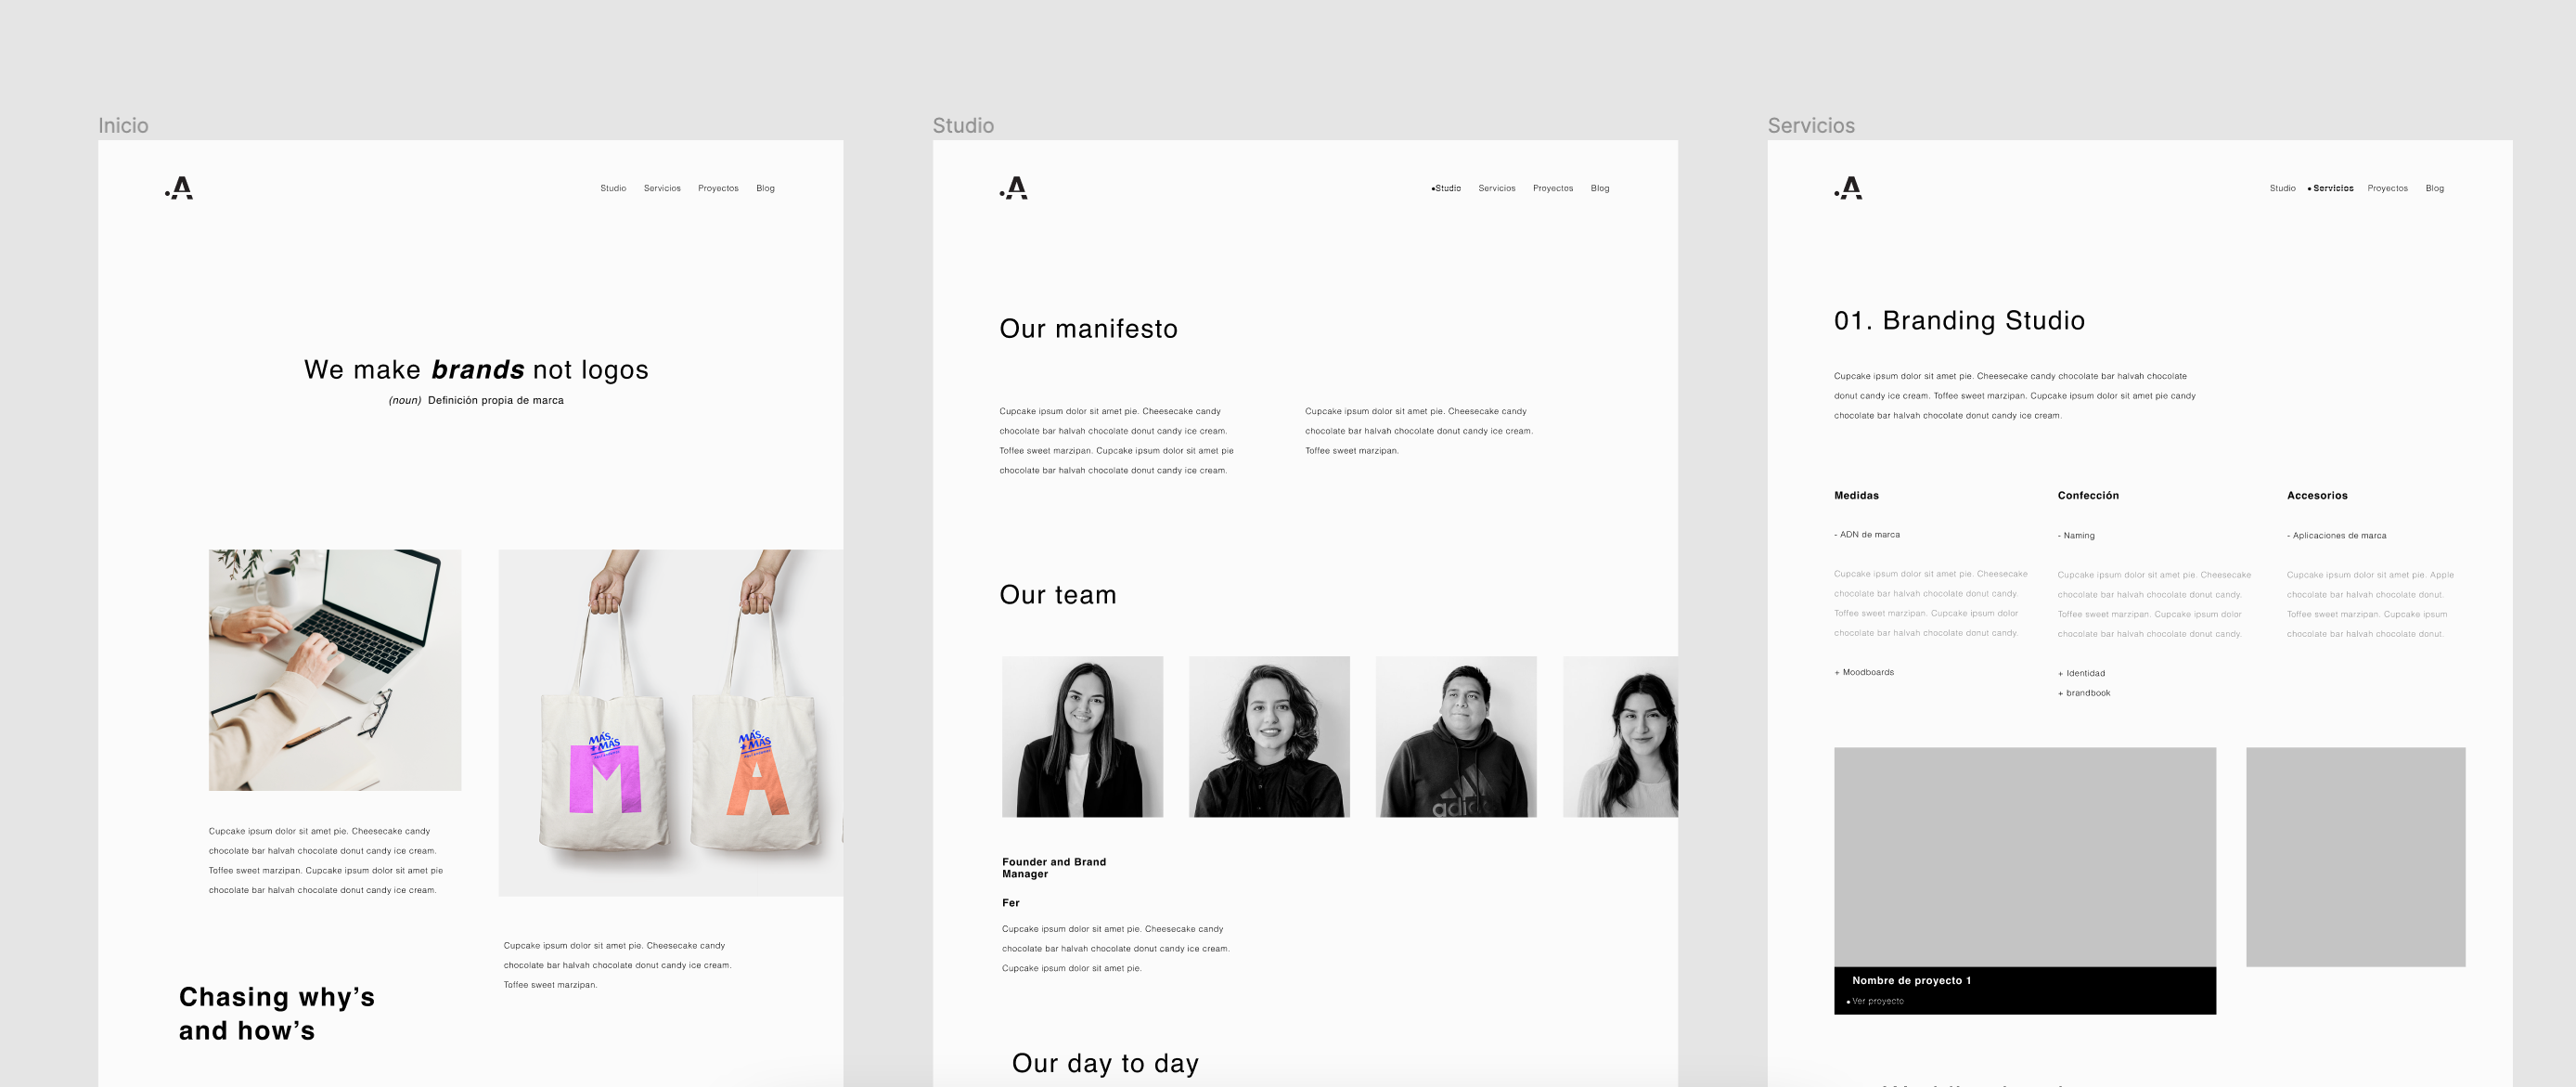 Inicio
.A
Studio Servicios Proyectos Blog
We make brands not logos
(noun) Definición propia de marca
MÁS.
+ MÁS
M
MÁS.
+ MÁS
A
Cupcake ipsum dolor sit amet pie. Cheesecake candy
chocolate bar halvah chocolate donut candy ice cream.
Toffee sweet marzipan. Cupcake ipsum dolor sit amet pie
chocolate bar halvah chocolate donut candy ice cream.
Cupcake ipsum dolor sit amet pie. Cheesecake candy
chocolate bar halvah chocolate donut candy ice cream.
Toffee sweet marzipan.
Chasing why’s
and how’s
Studio
.A
•Studio Servicios Proyectos Blog
Our manifesto
Cupcake ipsum dolor sit amet pie. Cheesecake candy
chocolate bar halvah chocolate donut candy ice cream.
Toffee sweet marzipan. Cupcake ipsum dolor sit amet pie
chocolate bar halvah chocolate donut candy ice cream.
Cupcake ipsum dolor sit amet pie. Cheesecake candy
chocolate bar halvah chocolate donut candy ice cream.
Toffee sweet marzipan.
Our team
adidas
Founder and Brand
Manager
Fer
Cupcake ipsum dolor sit amet pie. Cheesecake candy
chocolate bar halvah chocolate donut candy ice cream.
Cupcake ipsum dolor sit amet pie.
Our day to day
Servicios
.A
Studio • Servicios Proyectos Blog
01. Branding Studio
Cupcake ipsum dolor sit amet pie. Cheesecake candy chocolate bar halvah chocolate
donut candy ice cream. Toffee sweet marzipan. Cupcake ipsum dolor sit amet pie candy
chocolate bar halvah chocolate donut candy ice cream.
Medidas
- ADN de marca
Cupcake ipsum dolor sit amet pie. Cheesecake
chocolate bar halvah chocolate donut candy.
Toffee sweet marzipan. Cupcake ipsum dolor
chocolate bar halvah chocolate donut candy.
+ Moodboards
Confección
- Naming
Cupcake ipsum dolor sit amet pie. Cheesecake
chocolate bar halvah chocolate donut candy.
Toffee sweet marzipan. Cupcake ipsum dolor
chocolate bar halvah chocolate donut candy.
+ Identidad
+ brandbook
Accesorios
- Aplicaciones de marca
Cupcake ipsum dolor sit amet pie. Apple
chocolate bar halvah chocolate donut.
Toffee sweet marzipan. Cupcake ipsum
chocolate bar halvah chocolate donut.
Nombre de proyecto 1
• Ver proyecto